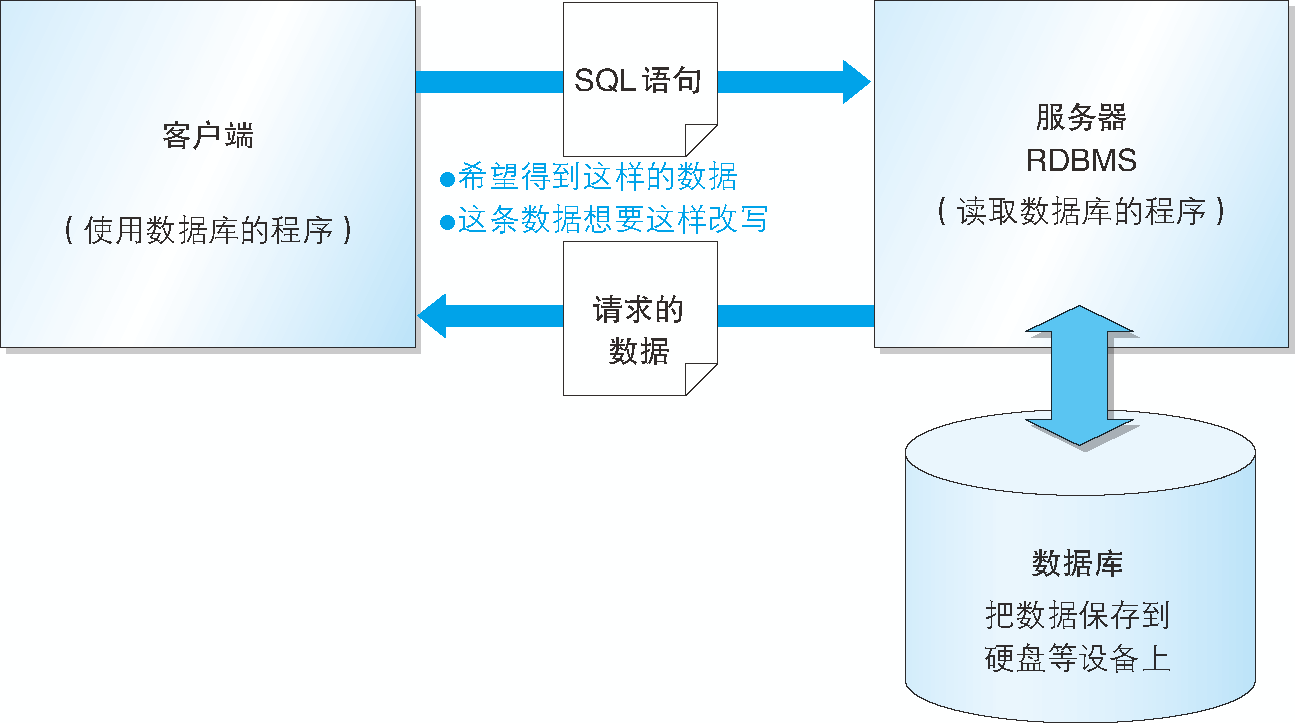 SQL 语句
客户端
（使用数据库的程序）
●希望得到这样的数据
●这条数据想要这样改写
服务器
RDBMS
（读取数据库的程序）
请求的
数据
数据库
把数据保存到
硬盘等设备上